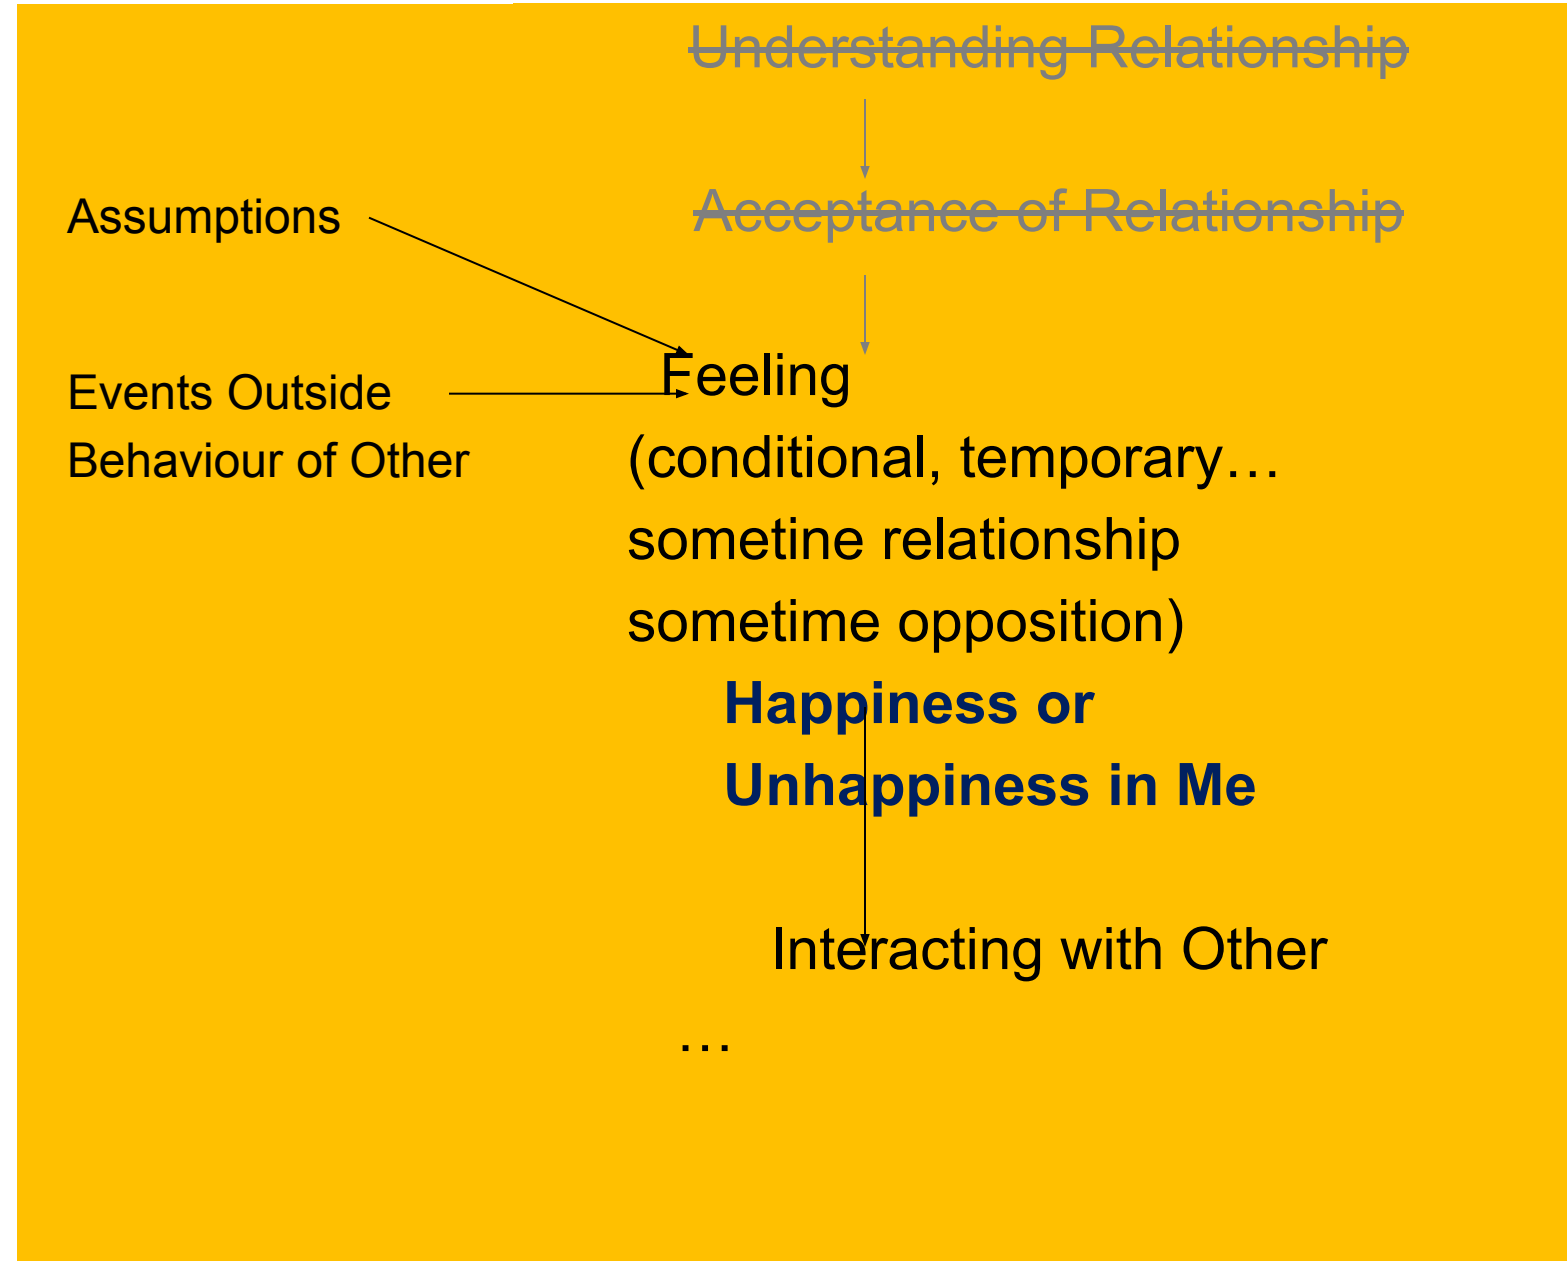 Understanding Relationship
Acceptance of Relationship
Assumptions
Events Outside
Behaviour of Other
Feeling
(conditional, temporary…
sometine relationship
sometime opposition)
Happiness or
Unhappiness in Me
Interacting with Other
…